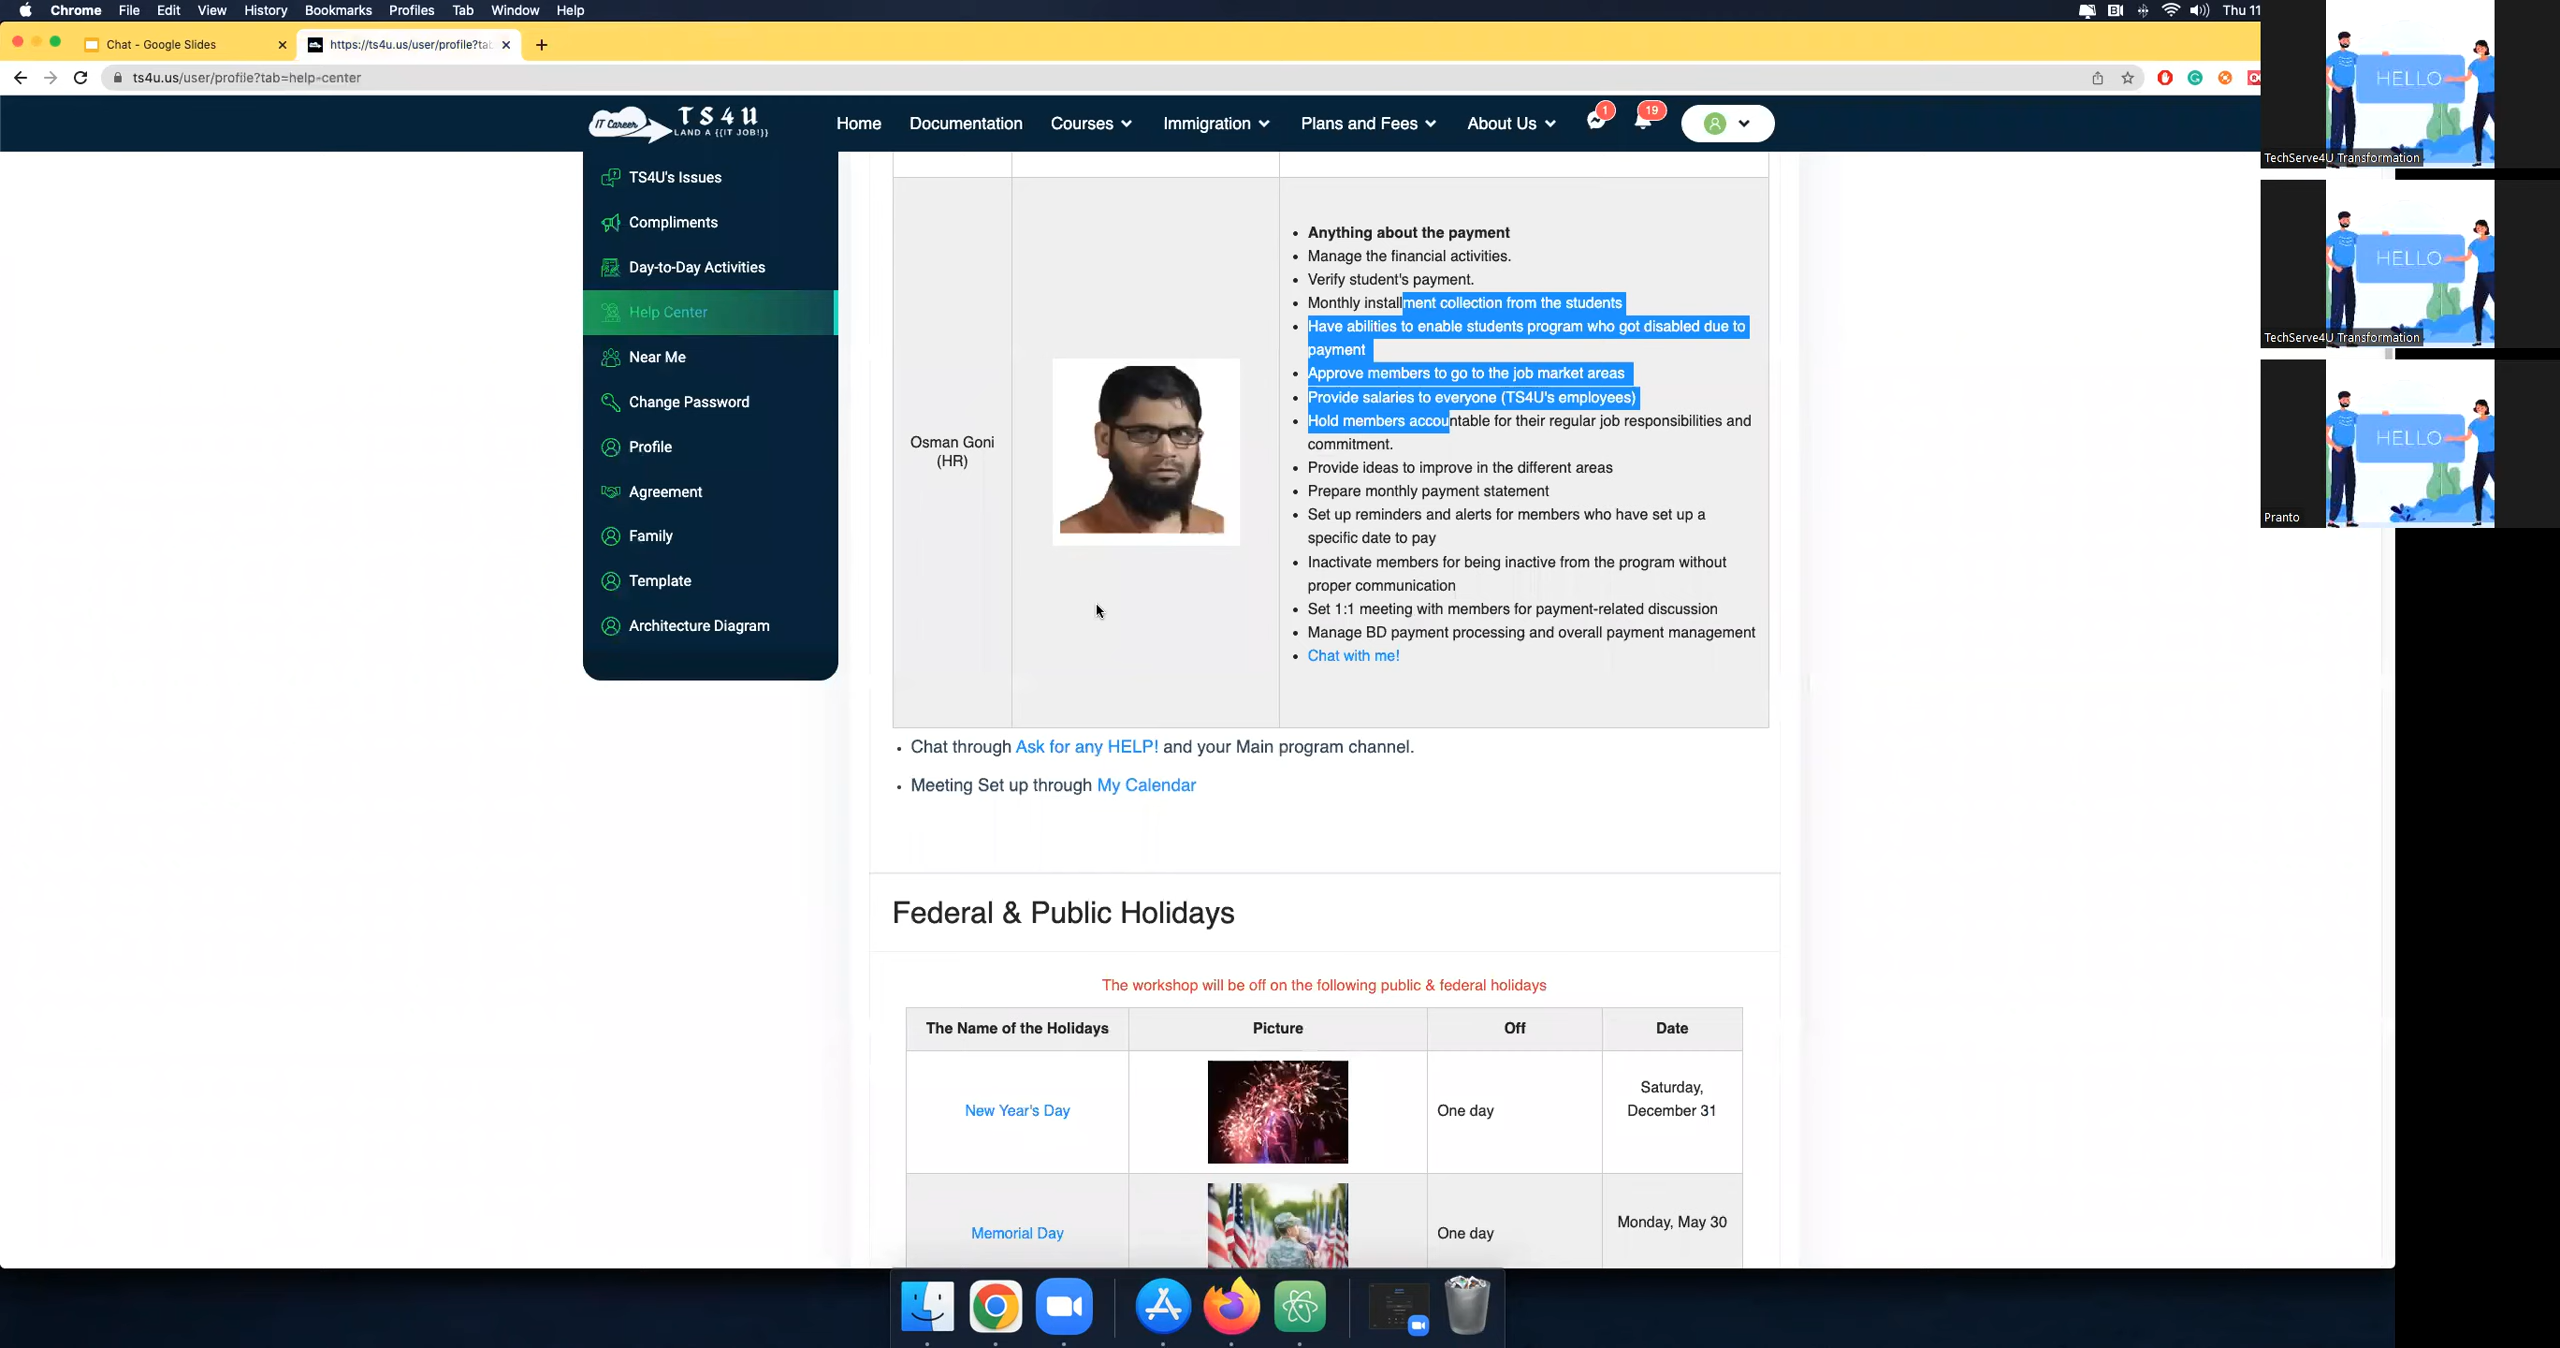 Chrome File Edit View History Bookmarks Profiles Tab Window Help
Thu 11
Chat - Google Slides
https://ts4u.us/user/profile?tab
ts4u.us/user/profile?tab=help-center
IT Career
TS4U
LAND A {{IT JOB!}}
Home Documentation Courses Immigration Plans and Fees About Us
1
19
TS4U's Issues
Compliments
Day-to-Day Activities
Help Center
Near Me
Change Password
Profile
Agreement
Family
Template
Architecture Diagram
Osman Goni
(HR)
• Anything about the payment
• Manage the financial activities.
• Verify student's payment.
• Monthly installment collection from the students
• Have abilities to enable students program who got disabled due to
payment
• Approve members to go to the job market areas
• Provide salaries to everyone (TS4U's employees)
• Hold members accountable for their regular job responsibilities and
commitment.
• Provide ideas to improve in the different areas
• Prepare monthly payment statement
• Set up reminders and alerts for members who have set up a
specific date to pay
• Inactivate members for being inactive from the program without
proper communication
• Set 1:1 meeting with members for payment-related discussion
• Manage BD payment processing and overall payment management
• Chat with me!
• Chat through Ask for any HELP! and your Main program channel.
• Meeting Set up through My Calendar
Federal & Public Holidays
The workshop will be off on the following public & federal holidays
The Name of the Holidays Picture Off Date
New Year's Day One day Saturday,
December 31
Memorial Day One day Monday, May 30
HELLO
TechServe4U Transformation
HELLO
TechServe4U Transformation
HELLO
Pranto